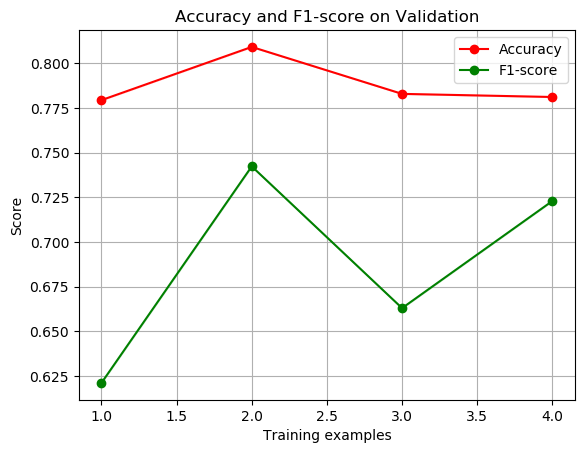 Accuracy and F1-score on Validation
Accuracy
F1-score
0.800
0.775
0.750
0.725
0.700
0.675
0.650
0.625
Score
1.0 1.5 2.0 2.5 3.0 3.5 4.0
Training examples